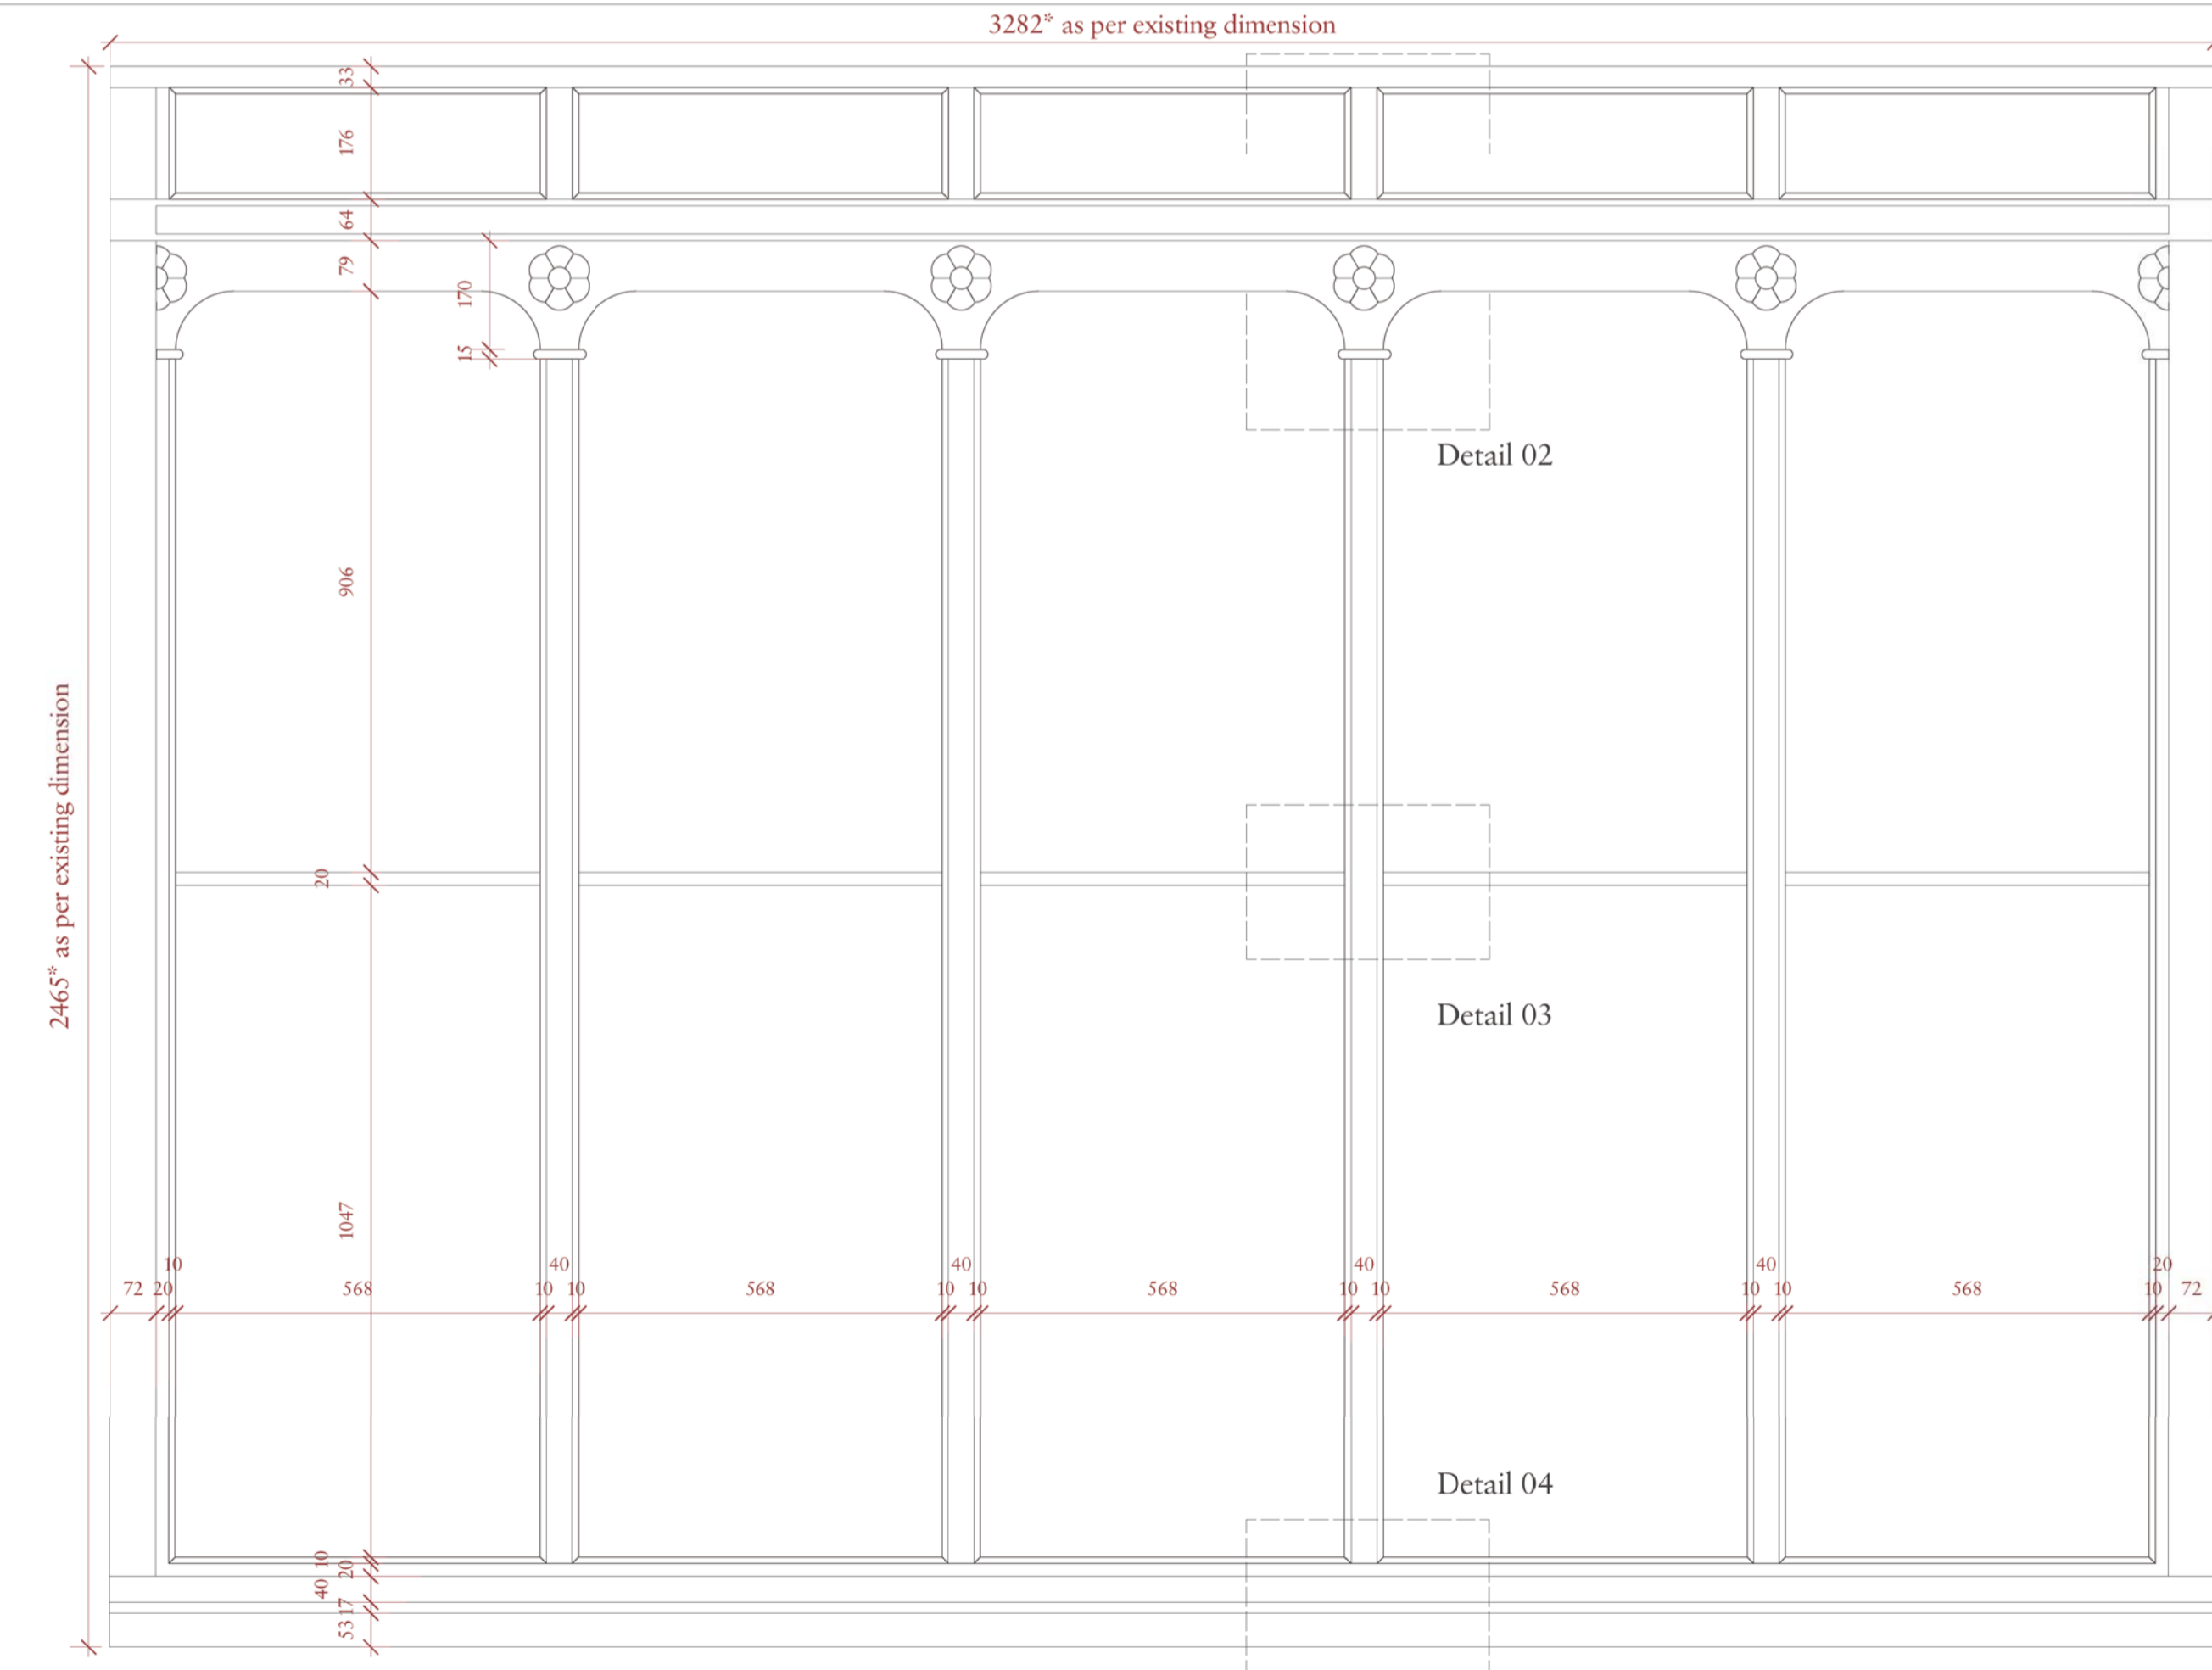 3282* as per existing dimension
33
176
64
79
170
15
906
Detail 02
2465* as per existing dimension
20
Detail 03
1047
10 40 40 40 40 20
72 20 568 10 10 568 10 10 568 10 10 568 10 10 568 10 72
Detail 04
10
20
40
17
53